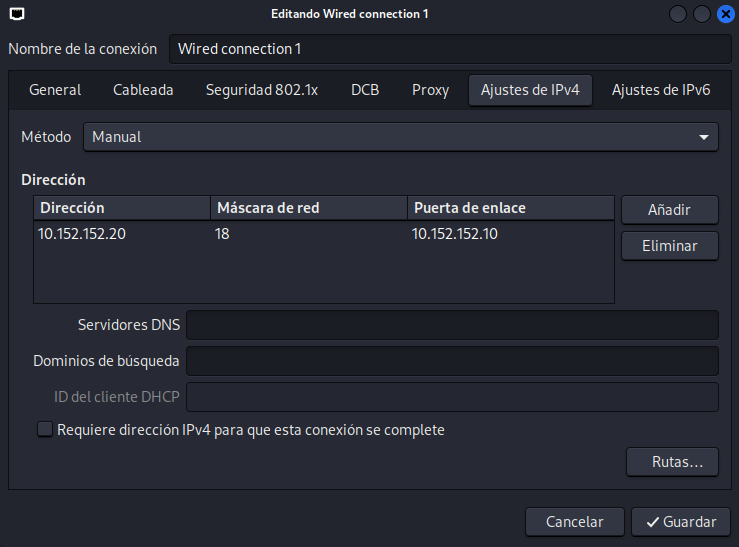 Editando Wired connection 1
Nombre de la conexión Wired connection 1
General Cableada Seguridad 802.1x DCB Proxy Ajustes de IPv4 Ajustes de IPv6
Método Manual
Dirección
Dirección Máscara de red Puerta de enlace Añadir
10.152.152.20 18 10.152.152.10
Eliminar
Servidores DNS
Dominios de búsqueda
ID del cliente DHCP
Requiere dirección IPv4 para que esta conexión se complete
Rutas...
Cancelar Guardar